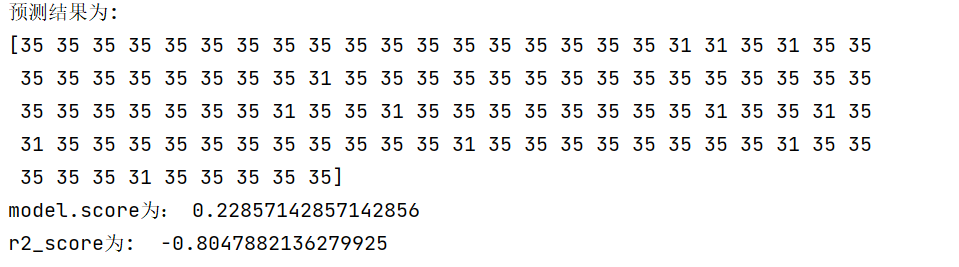 预测结果为:
[35 35 35 35 35 35 35 35 35 35 35 35 35 35 35 35 35 35 31 31 35 31 35 35
35 35 35 35 35 35 35 35 31 35 35 35 35 35 35 35 35 35 35 35 35 35 35 35
35 35 35 35 35 35 35 31 35 35 31 35 35 35 35 35 35 35 35 31 35 35 31 35
31 35 35 35 35 35 35 35 35 35 35 35 31 35 35 35 35 35 35 35 35 31 35 35
35 35 35 31 35 35 35 35 35]
model.score为： 0.22857142857142856
r2_score为:  -0.8047882136279925